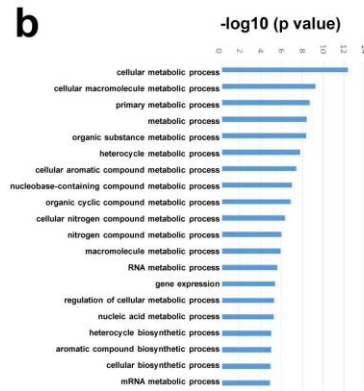 b
-log10 (p value)
0 2 4 6 8 10 12 14
cellular metabolic process
cellular macromolecule metabolic process
primary metabolic process
metabolic process
organic substance metabolic process
heterocycle metabolic process
cellular aromatic compound metabolic process
nucleobase-containing compound metabolic process
organic cyclic compound metabolic process
cellular nitrogen compound metabolic process
nitrogen compound metabolic process
macromolecule metabolic process
RNA metabolic process
gene expression
regulation of cellular metabolic process
nucleic acid metabolic process
heterocycle biosynthetic process
aromatic compound biosynthetic process
cellular biosynthetic process
mRNA metabolic process